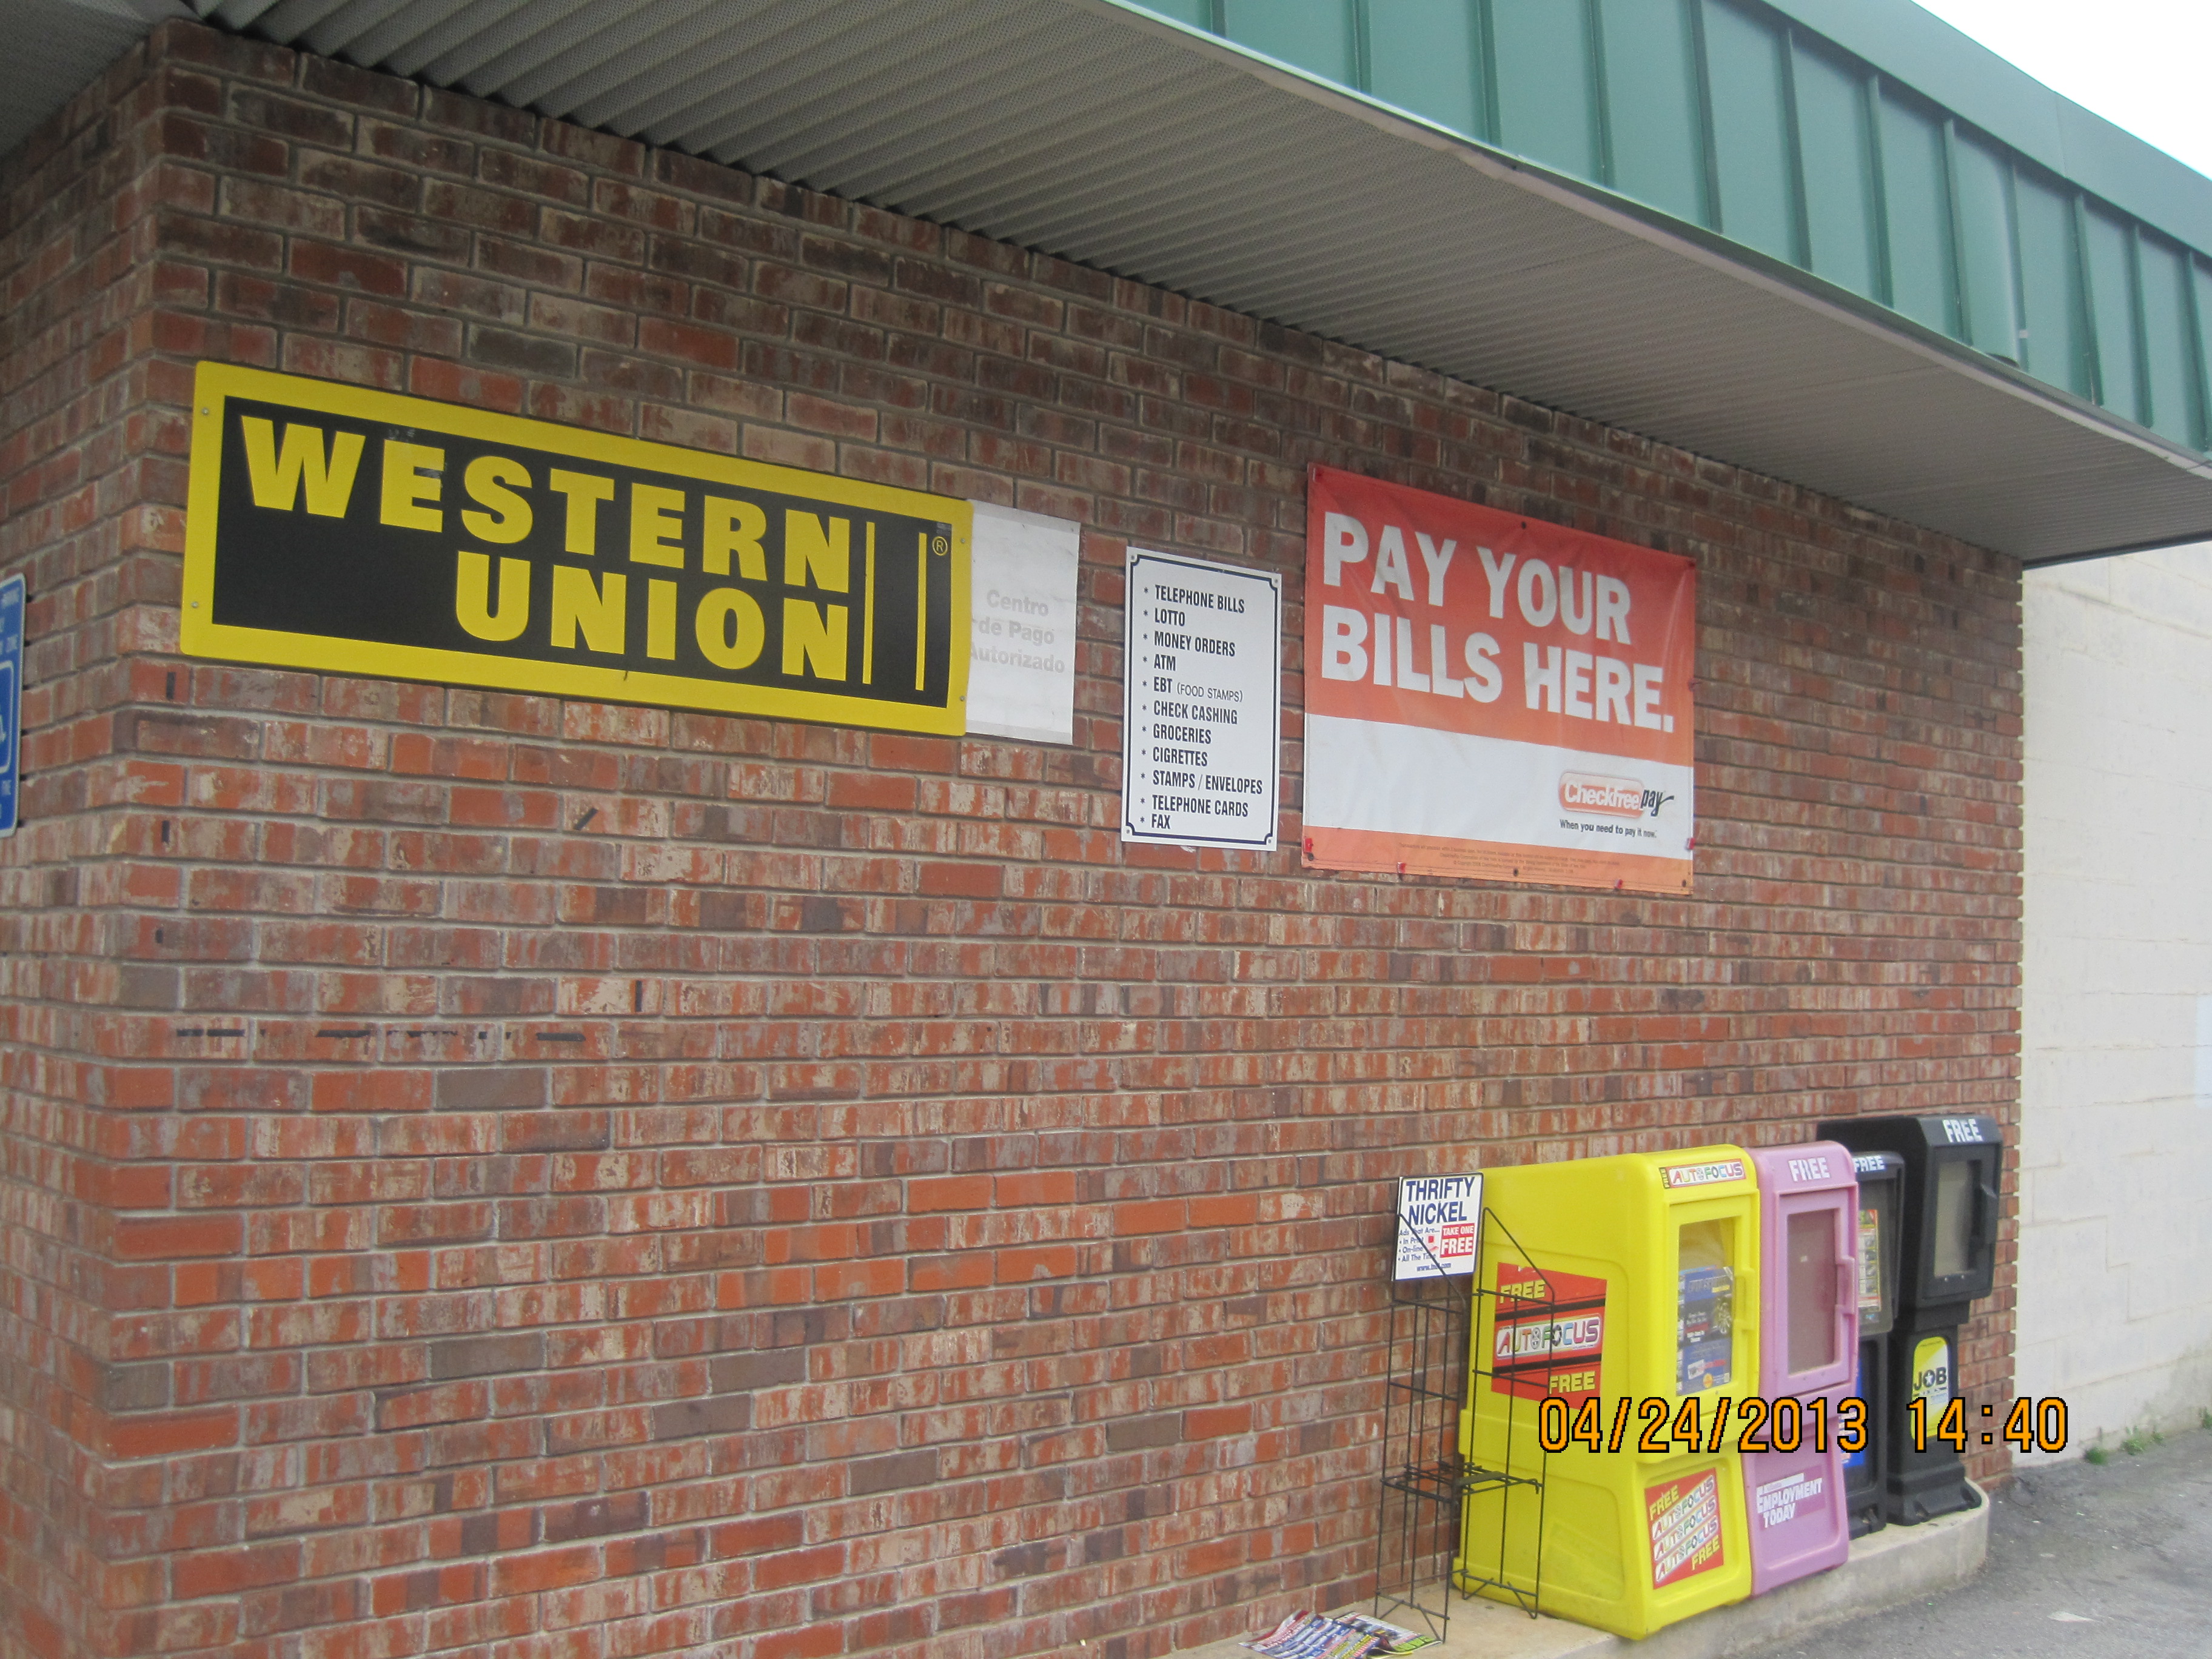 WESTERN
UNION
®
Centro
de Pago
Autorizado
• TELEPHONE BILLS
• LOTTO
• MONEY ORDERS
• ATM
• EBT (FOOD STAMPS)
• CHECK CASHING
• GROCERIES
• CIGRETTES
• STAMPS / ENVELOPES
• TELEPHONE CARDS
• FAX
PAY YOUR
BILLS HERE.
Checkfreepay
When you need to pay it now.
THRIFTY
NICKEL
TAKE ONE
FREE
FREE
AUTOFOCUS
FREE
FREE
AUTOFOCUS
FREE
AUTOFOCUS
AUTOFOCUS
AUTOFOCUS
FREE
FREE
EMPLOYMENT
TODAY
FREE
FREE
JOB
04/24/2013 14:40